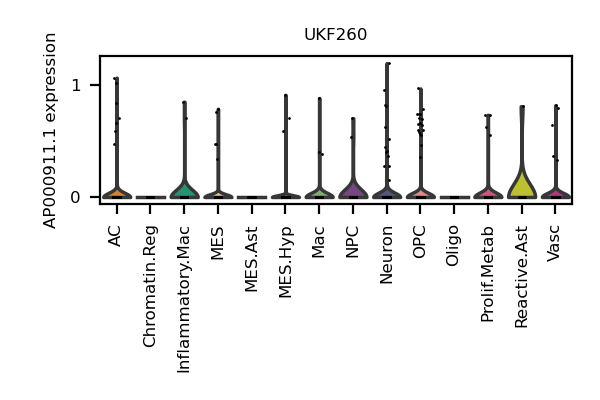 UKF260
AP000911.1 expression
1
0
AC
Chromatin.Reg
Inflammatory.Mac
MES
MES.Ast
MES.Hyp
Mac
NPC
Neuron
OPC
Oligo
Prolif.Metab
Reactive.Ast
Vasc